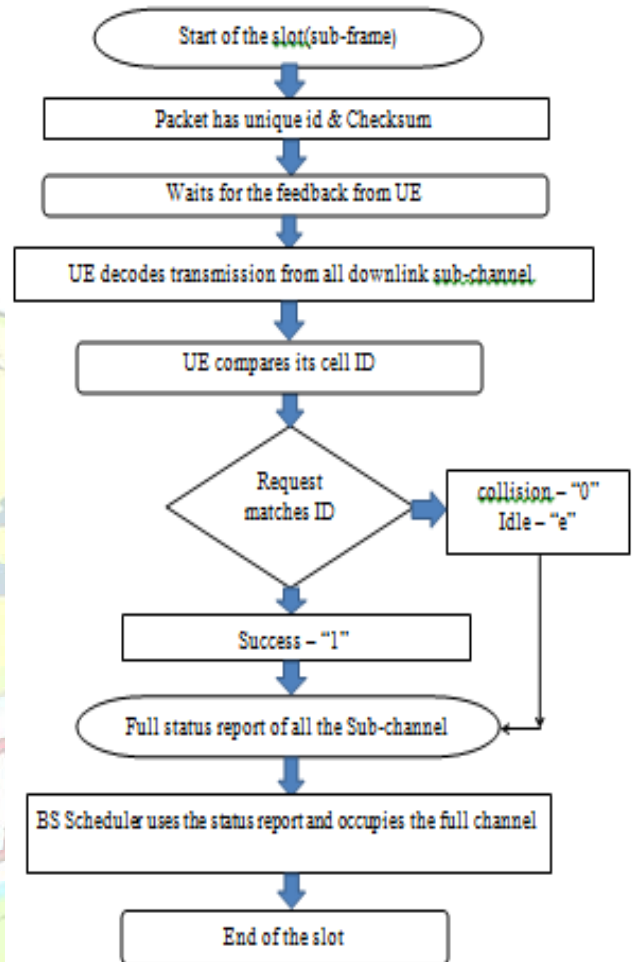 Start of the slot(sub-frame)
Packet has unique id & Checksum
Waits for the feedback from UE
UE decodes transmission from all downlink sub-channel.
UE compares its cell ID
Request
matches ID
collision – “0”
Idle – “e”
Success – “1”
Full status report of all the Sub-channel
BS Scheduler uses the status report and occupies the full channel
End of the slot